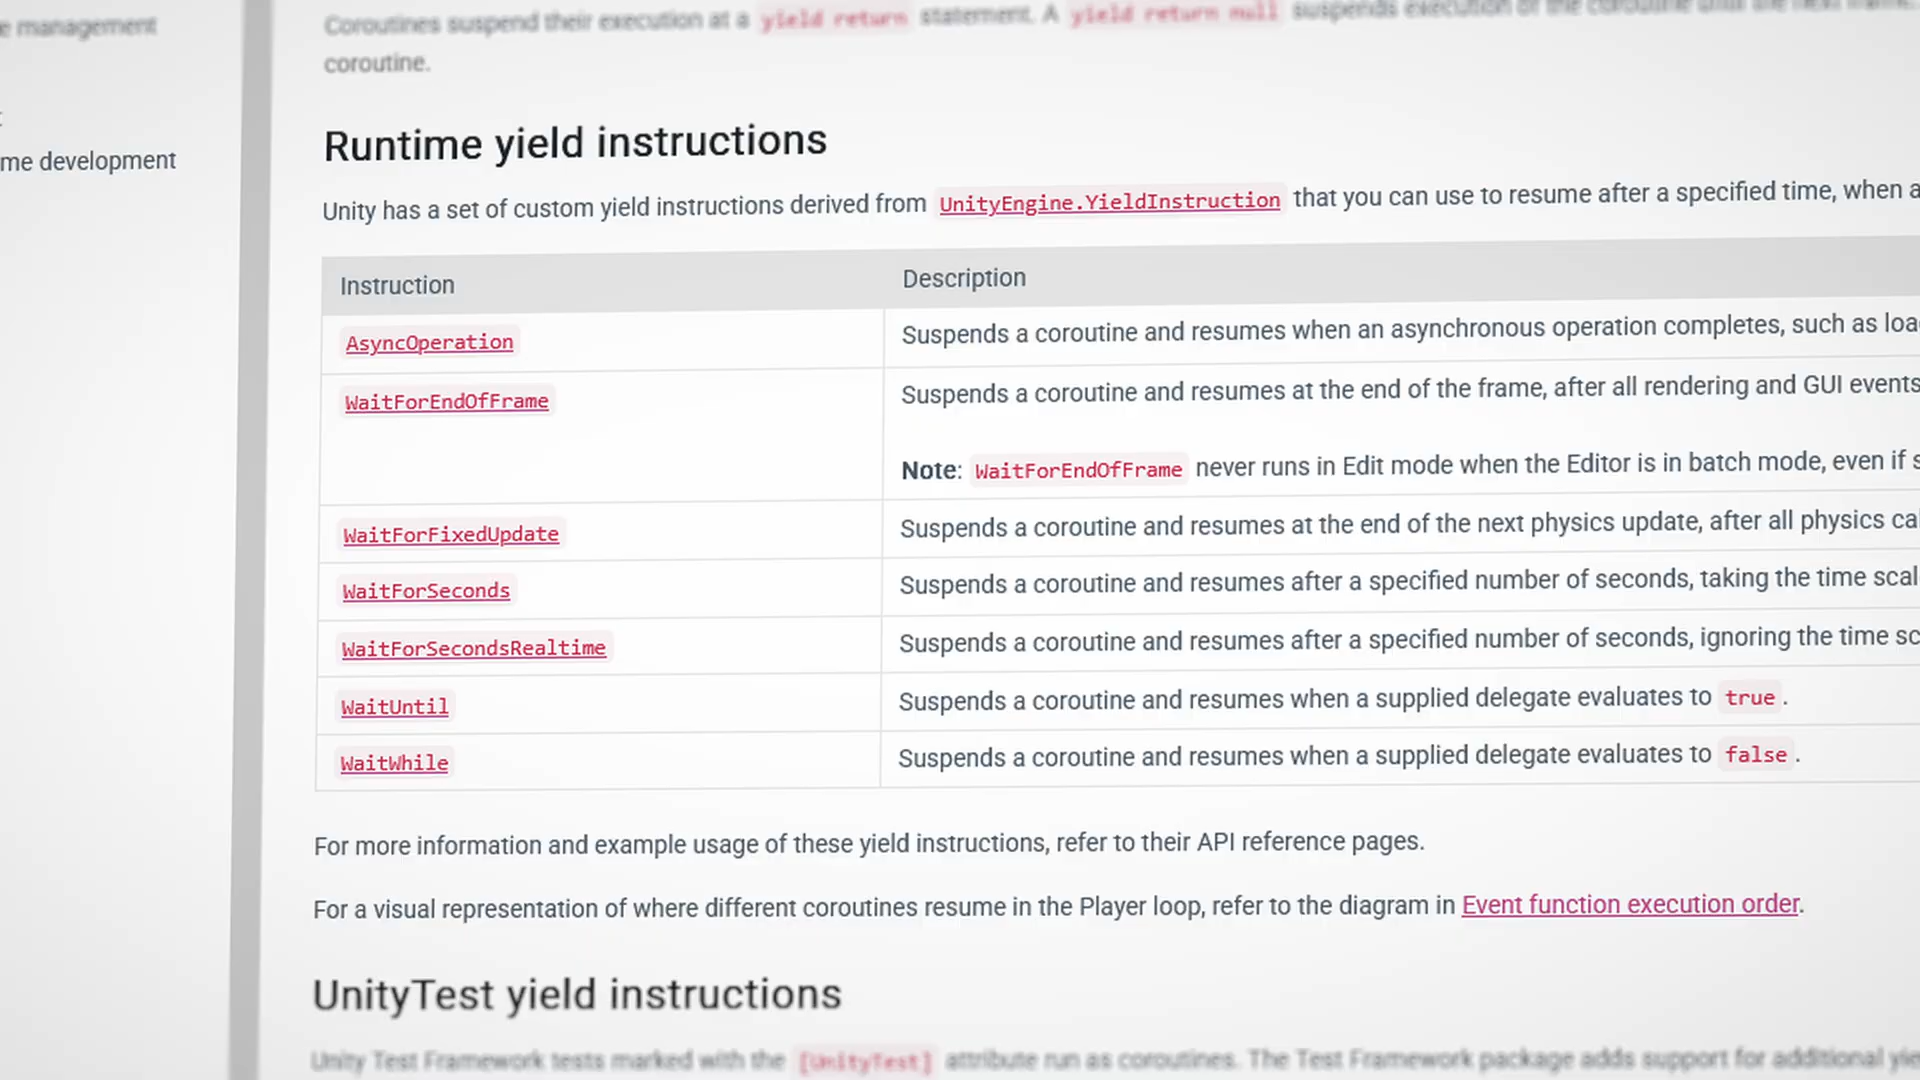 e management
Coroutines suspend their execution at a yield return statement. A yield return null suspends execution of the coroutine until the next frame.
coroutine.
me development
Runtime yield instructions
Unity has a set of custom yield instructions derived from UnityEngine.YieldInstruction that you can use to resume after a specified time, when a
Instruction Description
AsyncOperation Suspends a coroutine and resumes when an asynchronous operation completes, such as loa
WaitForEndOfFrame Suspends a coroutine and resumes at the end of the frame, after all rendering and GUI events
Note: WaitForEndOfFrame never runs in Edit mode when the Editor is in batch mode, even if s
WaitForFixedUpdate Suspends a coroutine and resumes at the end of the next physics update, after all physics cal
WaitForSeconds Suspends a coroutine and resumes after a specified number of seconds, taking the time scal
WaitForSecondsRealtime Suspends a coroutine and resumes after a specified number of seconds, ignoring the time sc
WaitUntil Suspends a coroutine and resumes when a supplied delegate evaluates to true.
WaitWhile Suspends a coroutine and resumes when a supplied delegate evaluates to false.
For more information and example usage of these yield instructions, refer to their API reference pages.
For a visual representation of where different coroutines resume in the Player loop, refer to the diagram in Event function execution order.
UnityTest yield instructions
Unity Test Framework tests marked with the [UnityTest] attribute run as coroutines. The Test Framework package adds support for additional yie